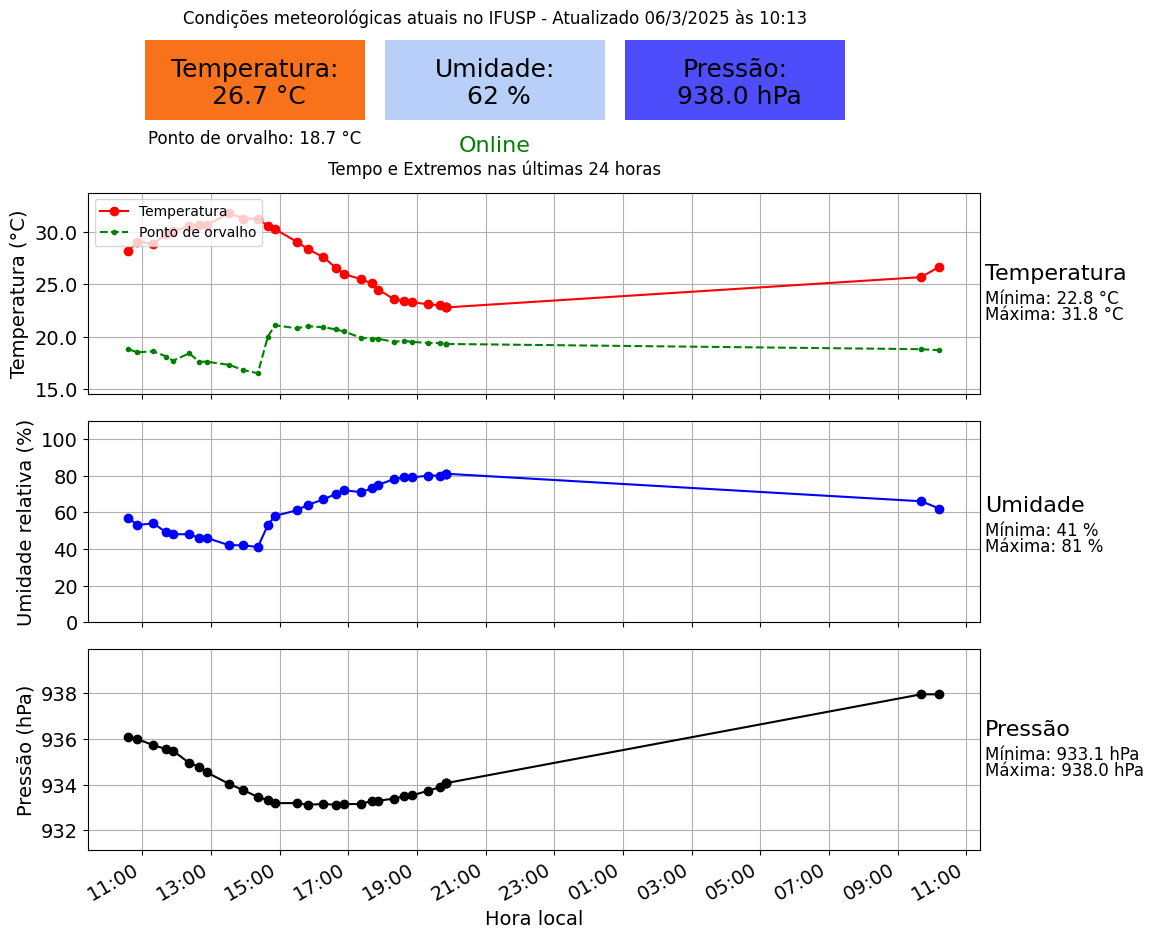 Condições meteorológicas atuais no IFUSP - Atualizado 06/3/2025 às 10:13
Temperatura:
26.7 °C
Umidade:
62 %
Pressão:
938.0 hPa
Ponto de orvalho: 18.7 °C
Online
Tempo e Extremos nas últimas 24 horas
Temperatura (°C)
30.0
25.0
20.0
15.0
Temperatura
Ponto de orvalho
Temperatura
Mínima: 22.8 °C
Máxima: 31.8 °C
Umidade relativa (%)
100
80
60
40
20
0
Umidade
Mínima: 41 %
Máxima: 81 %
Pressão (hPa)
938
936
934
932
Pressão
Mínima: 933.1 hPa
Máxima: 938.0 hPa
11:00
13:00
15:00
17:00
19:00
21:00
23:00
01:00
03:00
05:00
07:00
09:00
11:00
Hora local